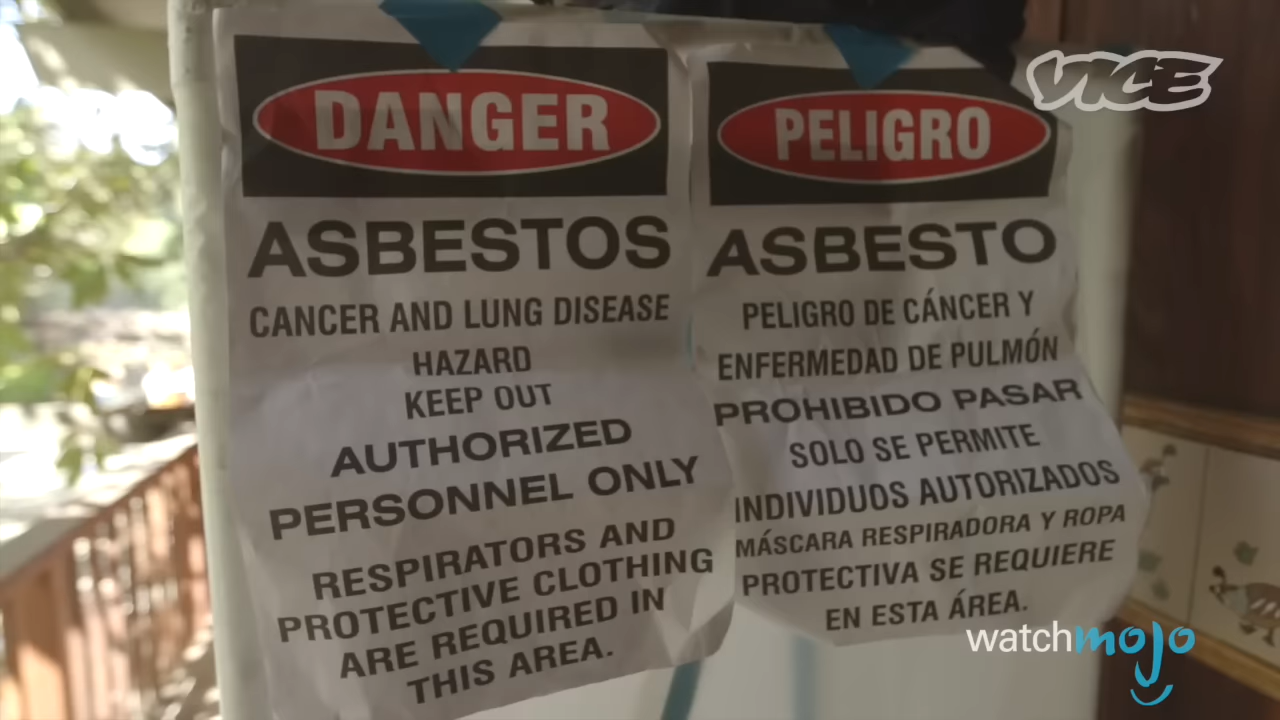 DANGER
ASBESTOS
CANCER AND LUNG DISEASE
HAZARD
KEEP OUT
AUTHORIZED
PERSONNEL ONLY
RESPIRATORS AND
PROTECTIVE CLOTHING
ARE REQUIRED IN
THIS AREA.
PELIGRO
ASBESTO
PELIGRO DE CÁNCER Y
ENFERMEDAD DE PULMÓN
PROHIBIDO PASAR
SOLO SE PERMITE
INDIVIDUOS AUTORIZADOS
MÁSCARA RESPIRADORA Y ROPA
PROTECTIVA SE REQUIERE
EN ESTA ÁREA.
VICE
watchmojo